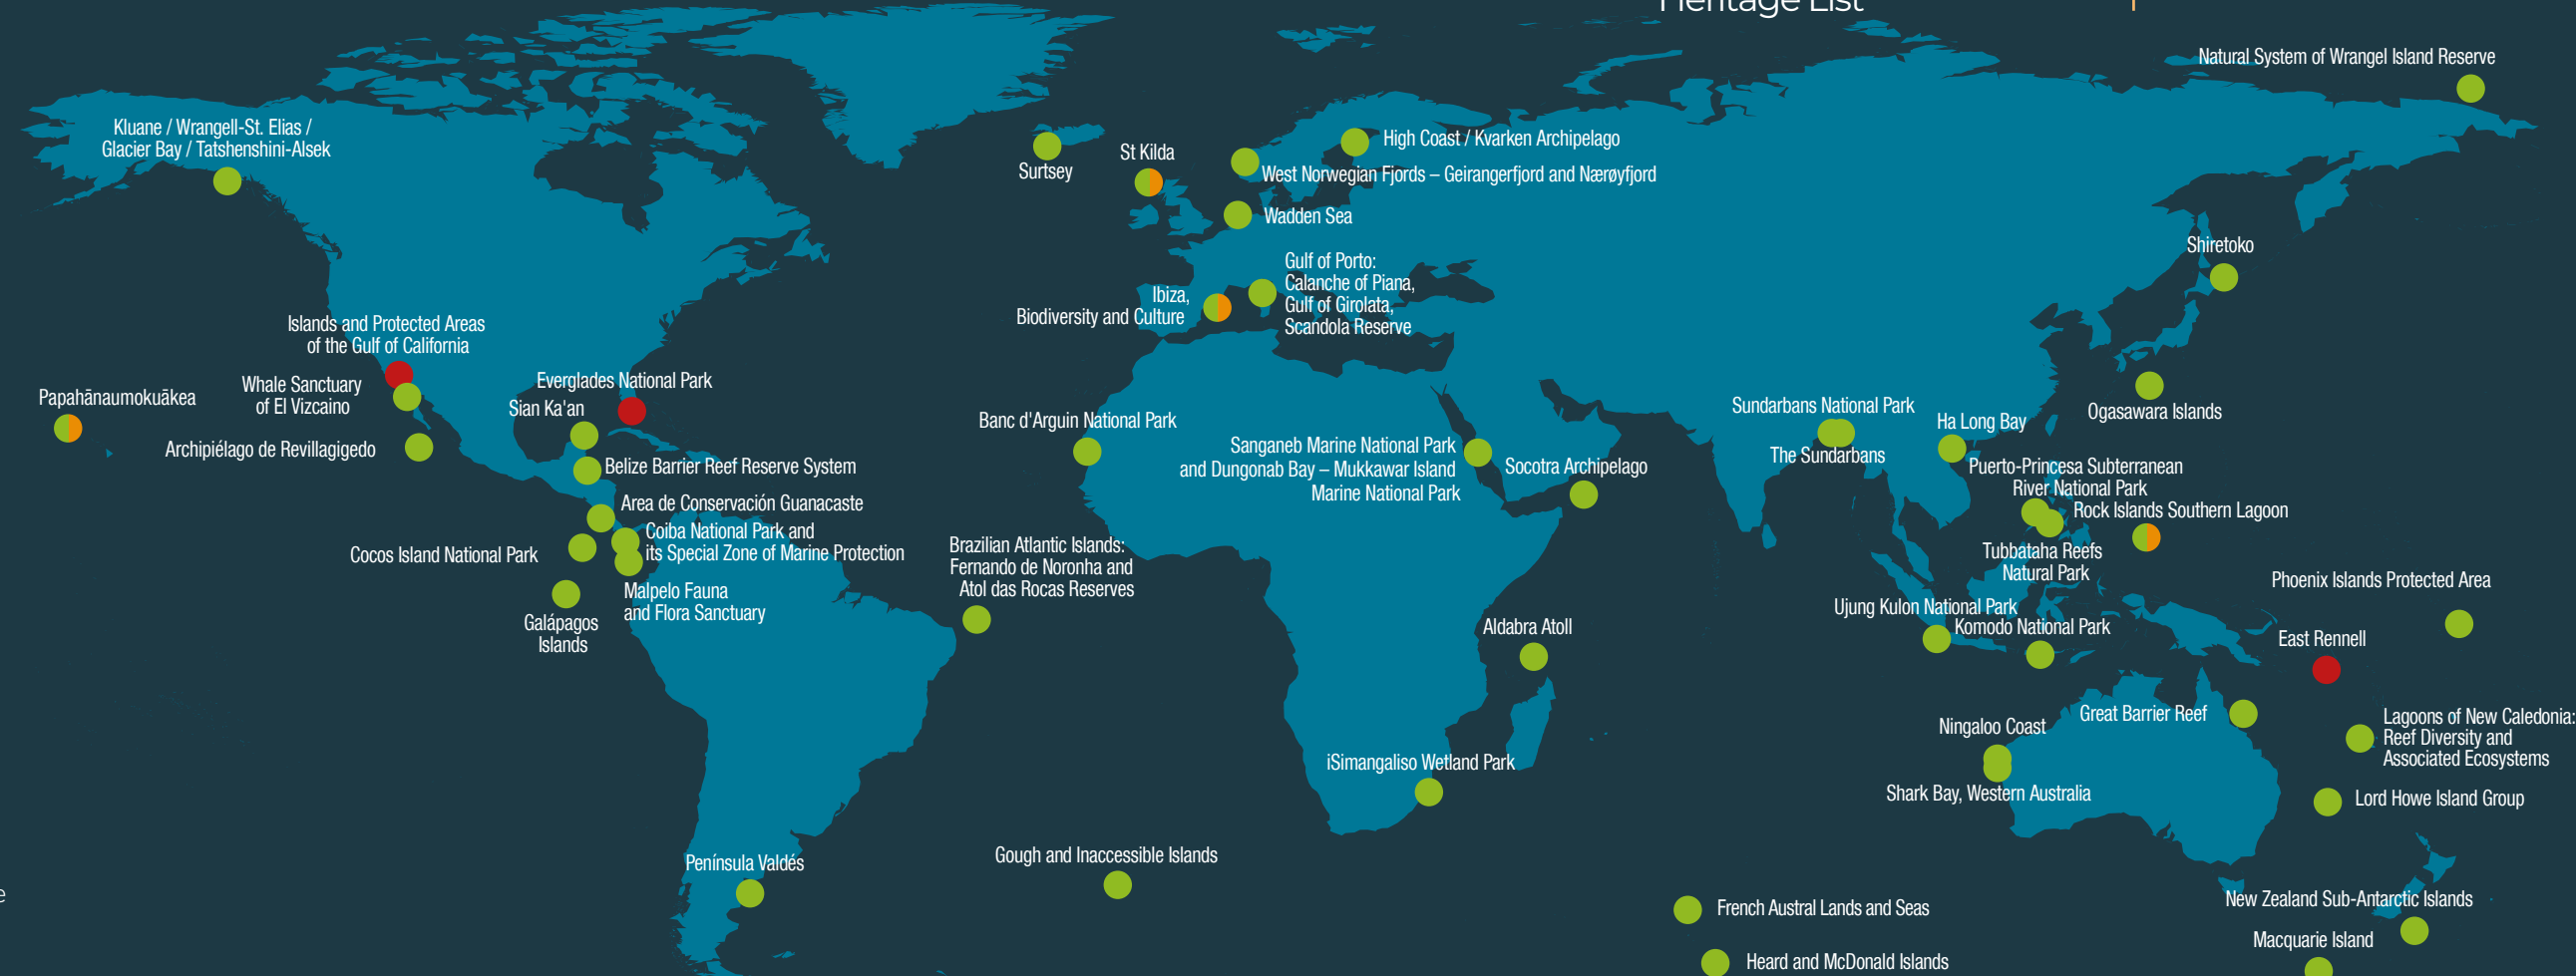 Heritage List
Natural System of Wrangel Island Reserve
Kluane / Wrangell-St. Elias /
Glacier Bay / Tatshenshini-Alsek
Surtsey
St Kilda
High Coast / Kvarken Archipelago
West Norwegian Fjords – Geirangerfjord and Nærøyfjord
Wadden Sea
Shiretoko
Gulf of Porto:
Calanche of Piana,
Gulf of Girolata,
Scandola Reserve
Ibiza,
Biodiversity and Culture
Islands and Protected Areas
of the Gulf of California
Whale Sanctuary
of El Vizcaino
Papahānaumokuākea
Archipiélago de Revillagigedo
Everglades National Park
Sian Ka'an
Belize Barrier Reef Reserve System
Area de Conservación Guanacaste
Coiba National Park and
its Special Zone of Marine Protection
Cocos Island National Park
Malpelo Fauna
and Flora Sanctuary
Galápagos
Islands
Banc d'Arguin National Park
Sanganeb Marine National Park
and Dungonab Bay – Mukkawar Island
Marine National Park
Socotra Archipelago
Brazilian Atlantic Islands:
Fernando de Noronha and
Atol das Rocas Reserves
Aldabra Atoll
iSimangaliso Wetland Park
Sundarbans National Park
The Sundarbans
Ha Long Bay
Ogasawara Islands
Puerto-Princesa Subterranean
River National Park
Rock Islands Southern Lagoon
Tubbataha Reefs
Natural Park
Phoenix Islands Protected Area
Ujung Kulon National Park
Komodo National Park
East Rennell
Great Barrier Reef
Ningaloo Coast
Lagoons of New Caledonia:
Reef Diversity and
Associated Ecosystems
Shark Bay, Western Australia
Lord Howe Island Group
Península Valdés
Gough and Inaccessible Islands
e
French Austral Lands and Seas
New Zealand Sub-Antarctic Islands
Macquarie Island
Heard and McDonald Islands